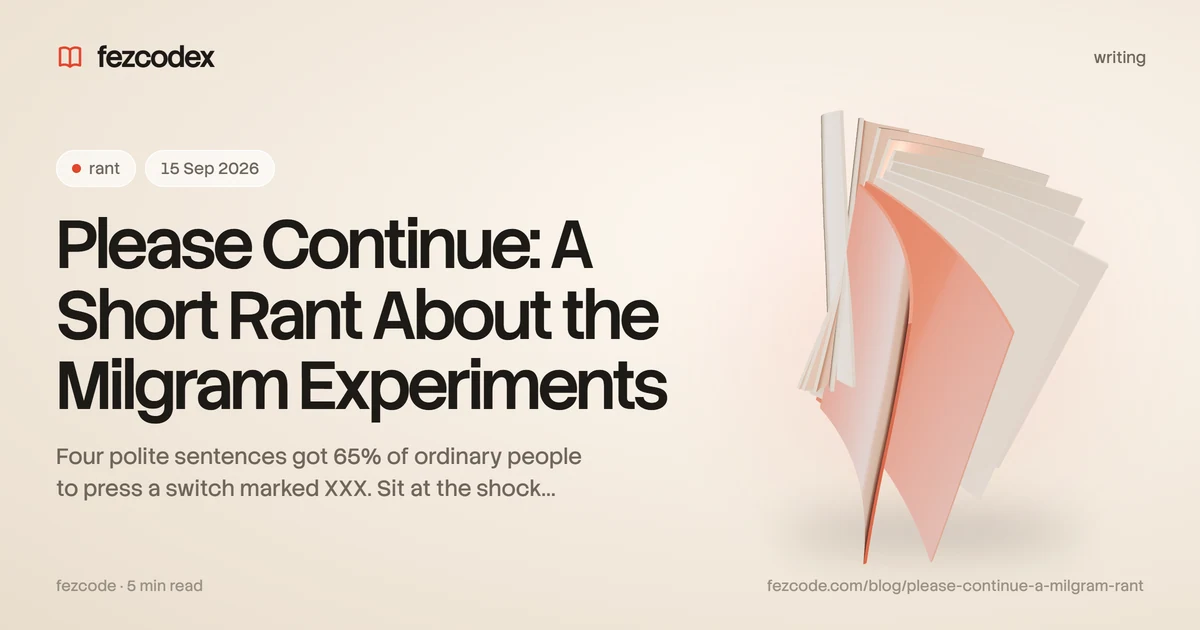 fezcodex
writing
rant
15 Sep 2026
Please Continue: A
Short Rant About the
Milgram Experiments
Four polite sentences got 65% of ordinary people
to press a switch marked XXX. Sit at the shock...
fezcode · 5 min read
fezcode.com/blog/please-continue-a-milgram-rant